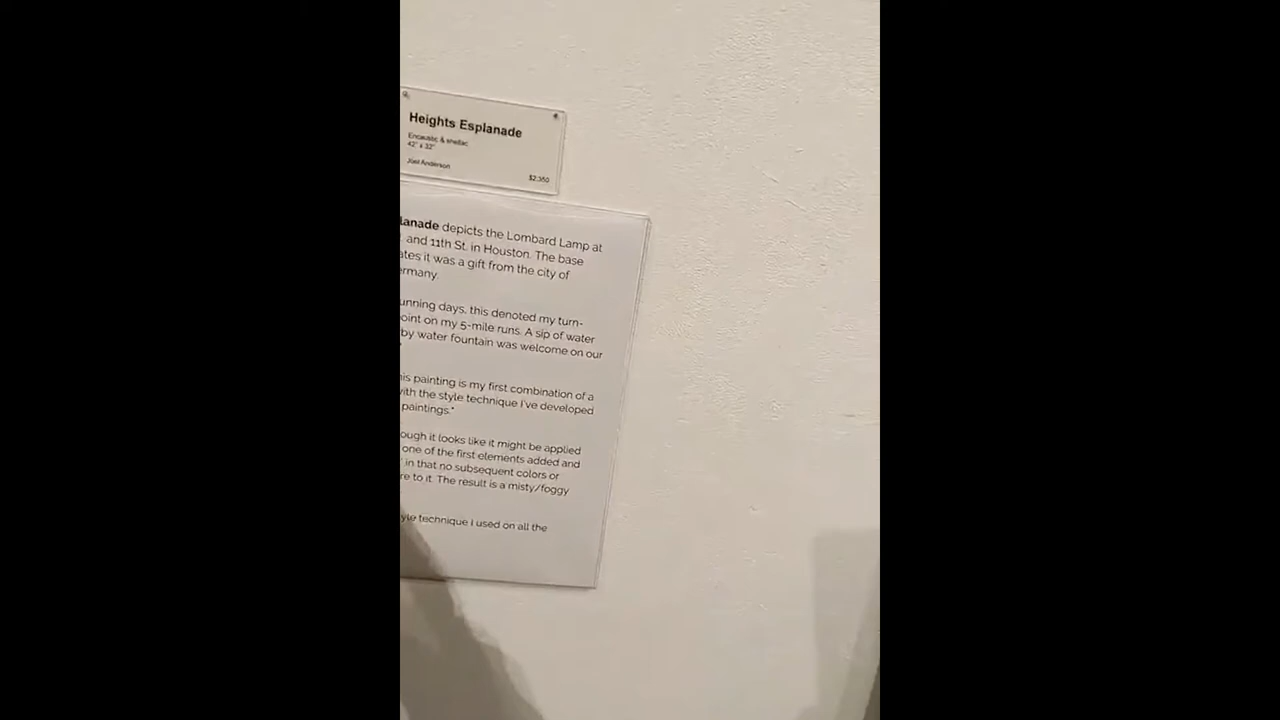 Heights Esplanade
Encaustic & shellac
42" x 32"
Joel Anderson
$2,350
lanade depicts the Lombard Lamp at
. and 11th St. in Houston. The base
ates it was a gift from the city of
ermany.
unning days, this denoted my turn-
oint on my 5-mile runs. A sip of water
by water fountain was welcome on our
"
his painting is my first combination of a
with the style technique I've developed
paintings."
ough it looks like it might be applied
one of the first elements added and
" in that no subsequent colors or
re to it. The result is a misty/foggy
yle technique I used on all the